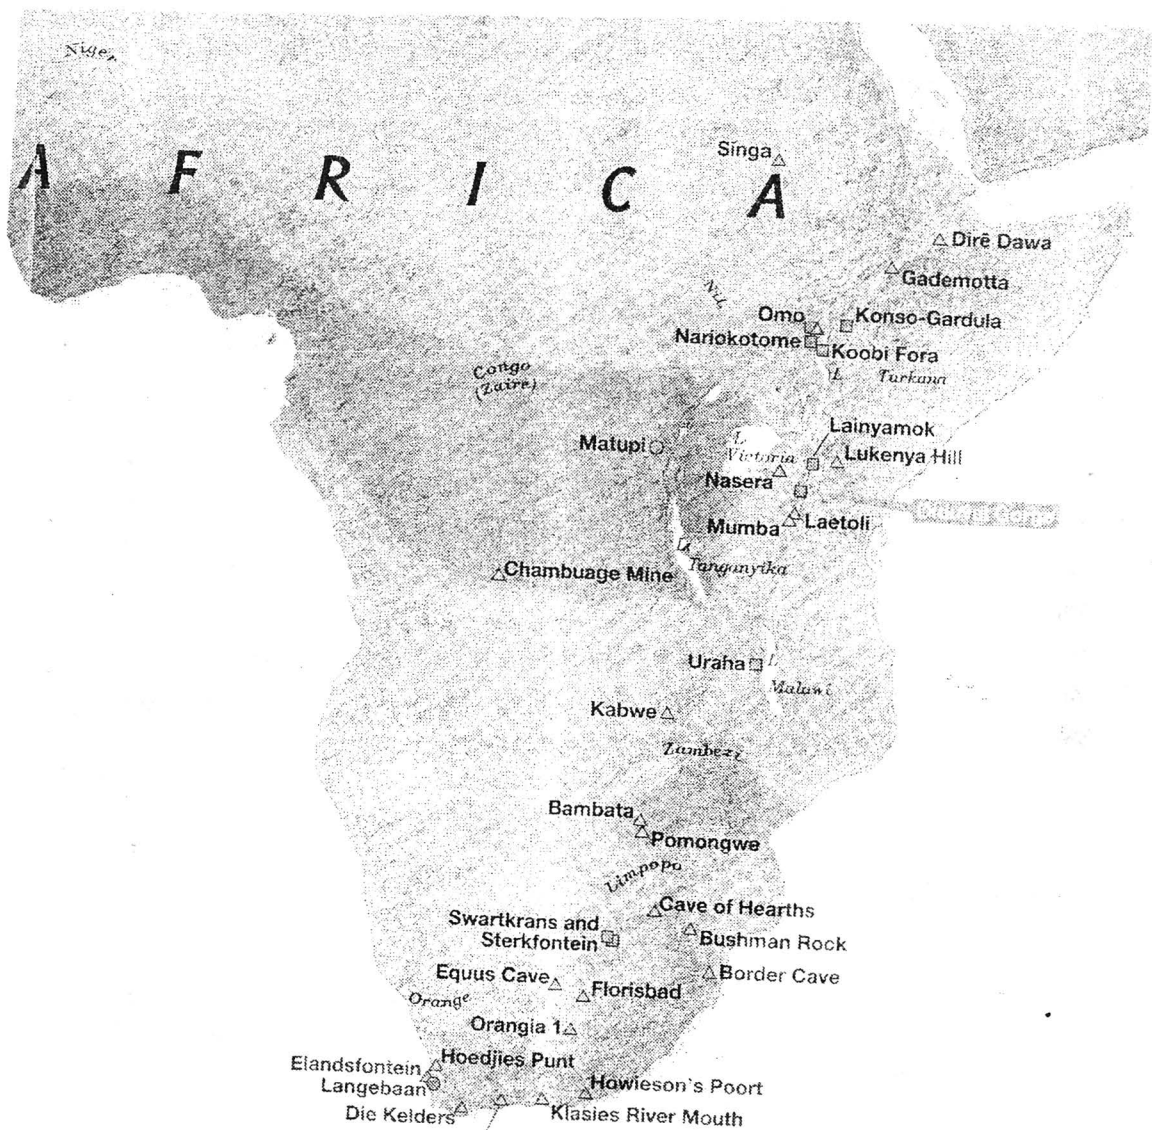 Niger
AFRICA
Singa
Dirē Dawa
Gademotta
Omo
Konso-Gardula
Nariokotome
Koobi Fora
L. Turkana
Congo
(Zaire)
Lainyamok
Matupi
L.
Victoria
Lukenya Hill
Nasera
Mumba
Laetoli
L.
Tanganyika
Chambuage Mine
Uraha
L.
Malawi
Kabwe
Zambezi
Bambata
Pomongwe
Limpopo
Cave of Hearths
Swartkrans and
Sterkfontein
Bushman Rock
Border Cave
Equus Cave
Florisbad
Orange
Orangia 1
Hoedjies Punt
Elandsfontein
Langebaan
Howieson's Poort
Die Kelders
Klasies River Mouth